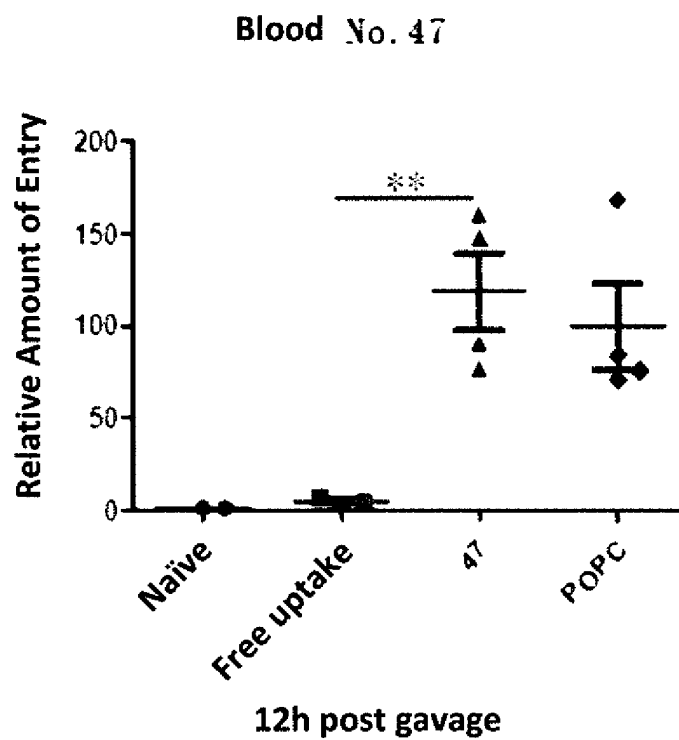 Blood No. 47
Relative Amount of Entry
200
150
100
50
0
**
Naïve
Free uptake
47
POPC
12h post gavage